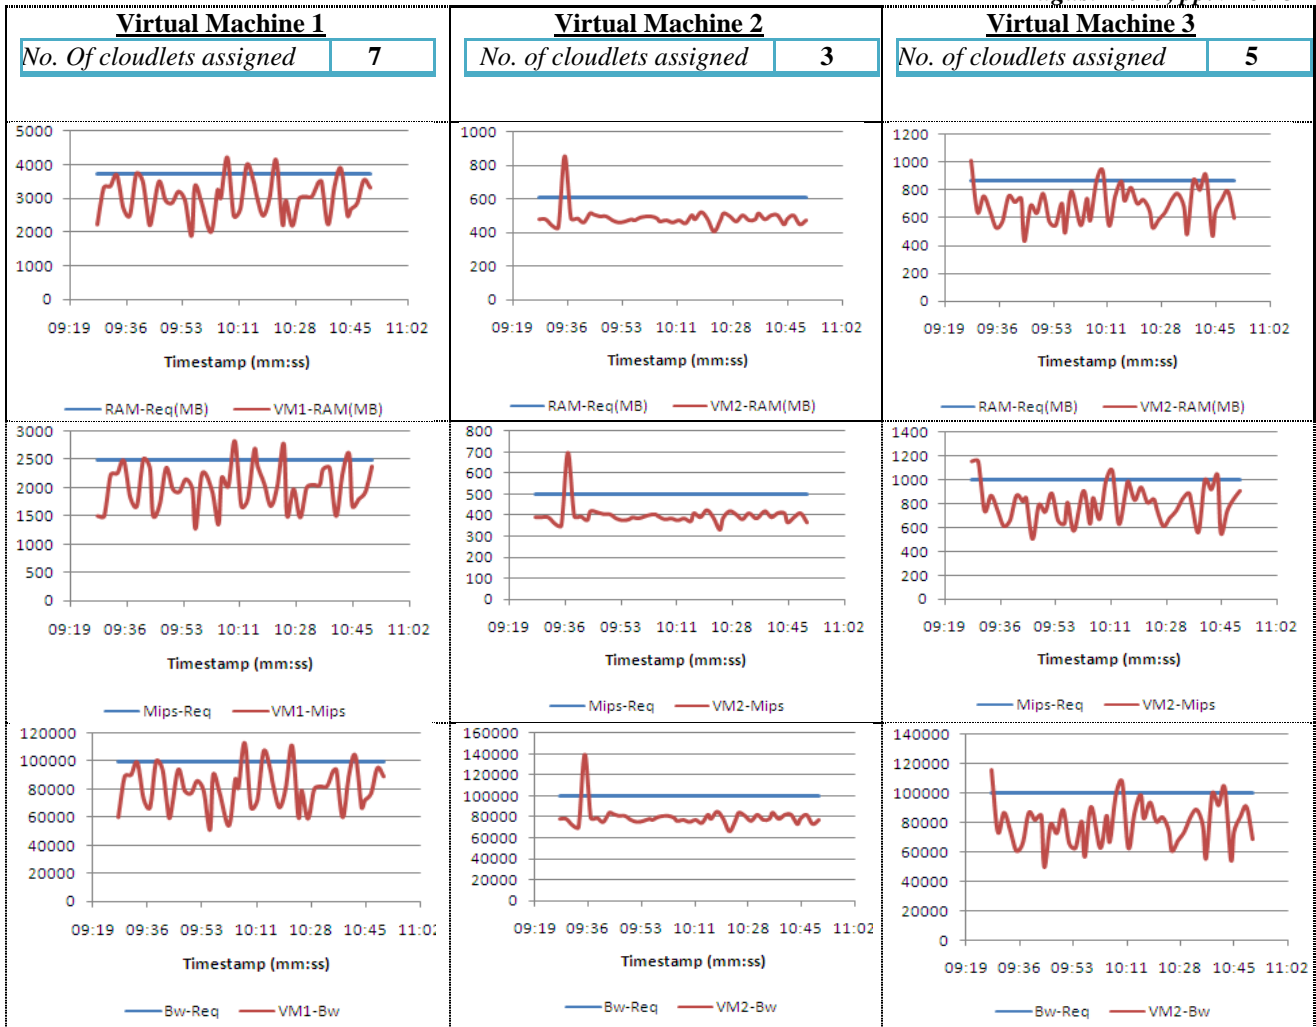 Virtual Machine 1
No. Of cloudlets assigned 7
Virtual Machine 2
No. of cloudlets assigned 3
Virtual Machine 3
No. of cloudlets assigned 5
5000
4000
3000
2000
1000
0
09:19 09:36 09:53 10:11 10:28 10:45 11:02
Timestamp (mm:ss)
RAM-Req(MB) VM1-RAM(MB)
1000
800
600
400
200
0
09:19 09:36 09:53 10:11 10:28 10:45 11:02
Timestamp (mm:ss)
RAM-Req(MB) VM2-RAM(MB)
1200
1000
800
600
400
200
0
09:19 09:36 09:53 10:11 10:28 10:45 11:02
Timestamp (mm:ss)
RAM-Req(MB) VM2-RAM(MB)
3000
2500
2000
1500
1000
500
0
09:19 09:36 09:53 10:19 10:28 10:45 11:02
Timestamp (mm:ss)
Mips-Req VM1-Mips
800
700
600
500
400
300
200
100
0
09:19 09:36 09:53 10:11 10:28 10:45 11:02
Timestamp (mm:ss)
Mips-Req VM2-Mips
1400
1200
1000
800
600
400
200
0
09:19 09:36 09:53 10:11 10:28 10:45 11:02
Timestamp (mm:ss)
Mips-Req VM2-Mips
120000
100000
80000
60000
40000
20000
0
09:19 09:36 09:53 10:11 10:28 10:45 11:02
Timestamp (mm:ss)
Bw-Req VM1-Bw
160000
140000
120000
100000
80000
60000
40000
20000
0
09:19 09:36 09:53 10:11 10:28 10:45 11:02
Timestamp (mm:ss)
Bw-Req VM2-Bw
140000
120000
100000
80000
60000
40000
20000
0
09:19 09:36 09:53 10:11 10:28 10:45 11:02
Timestamp (mm:ss)
Bw-Req VM2-Bw